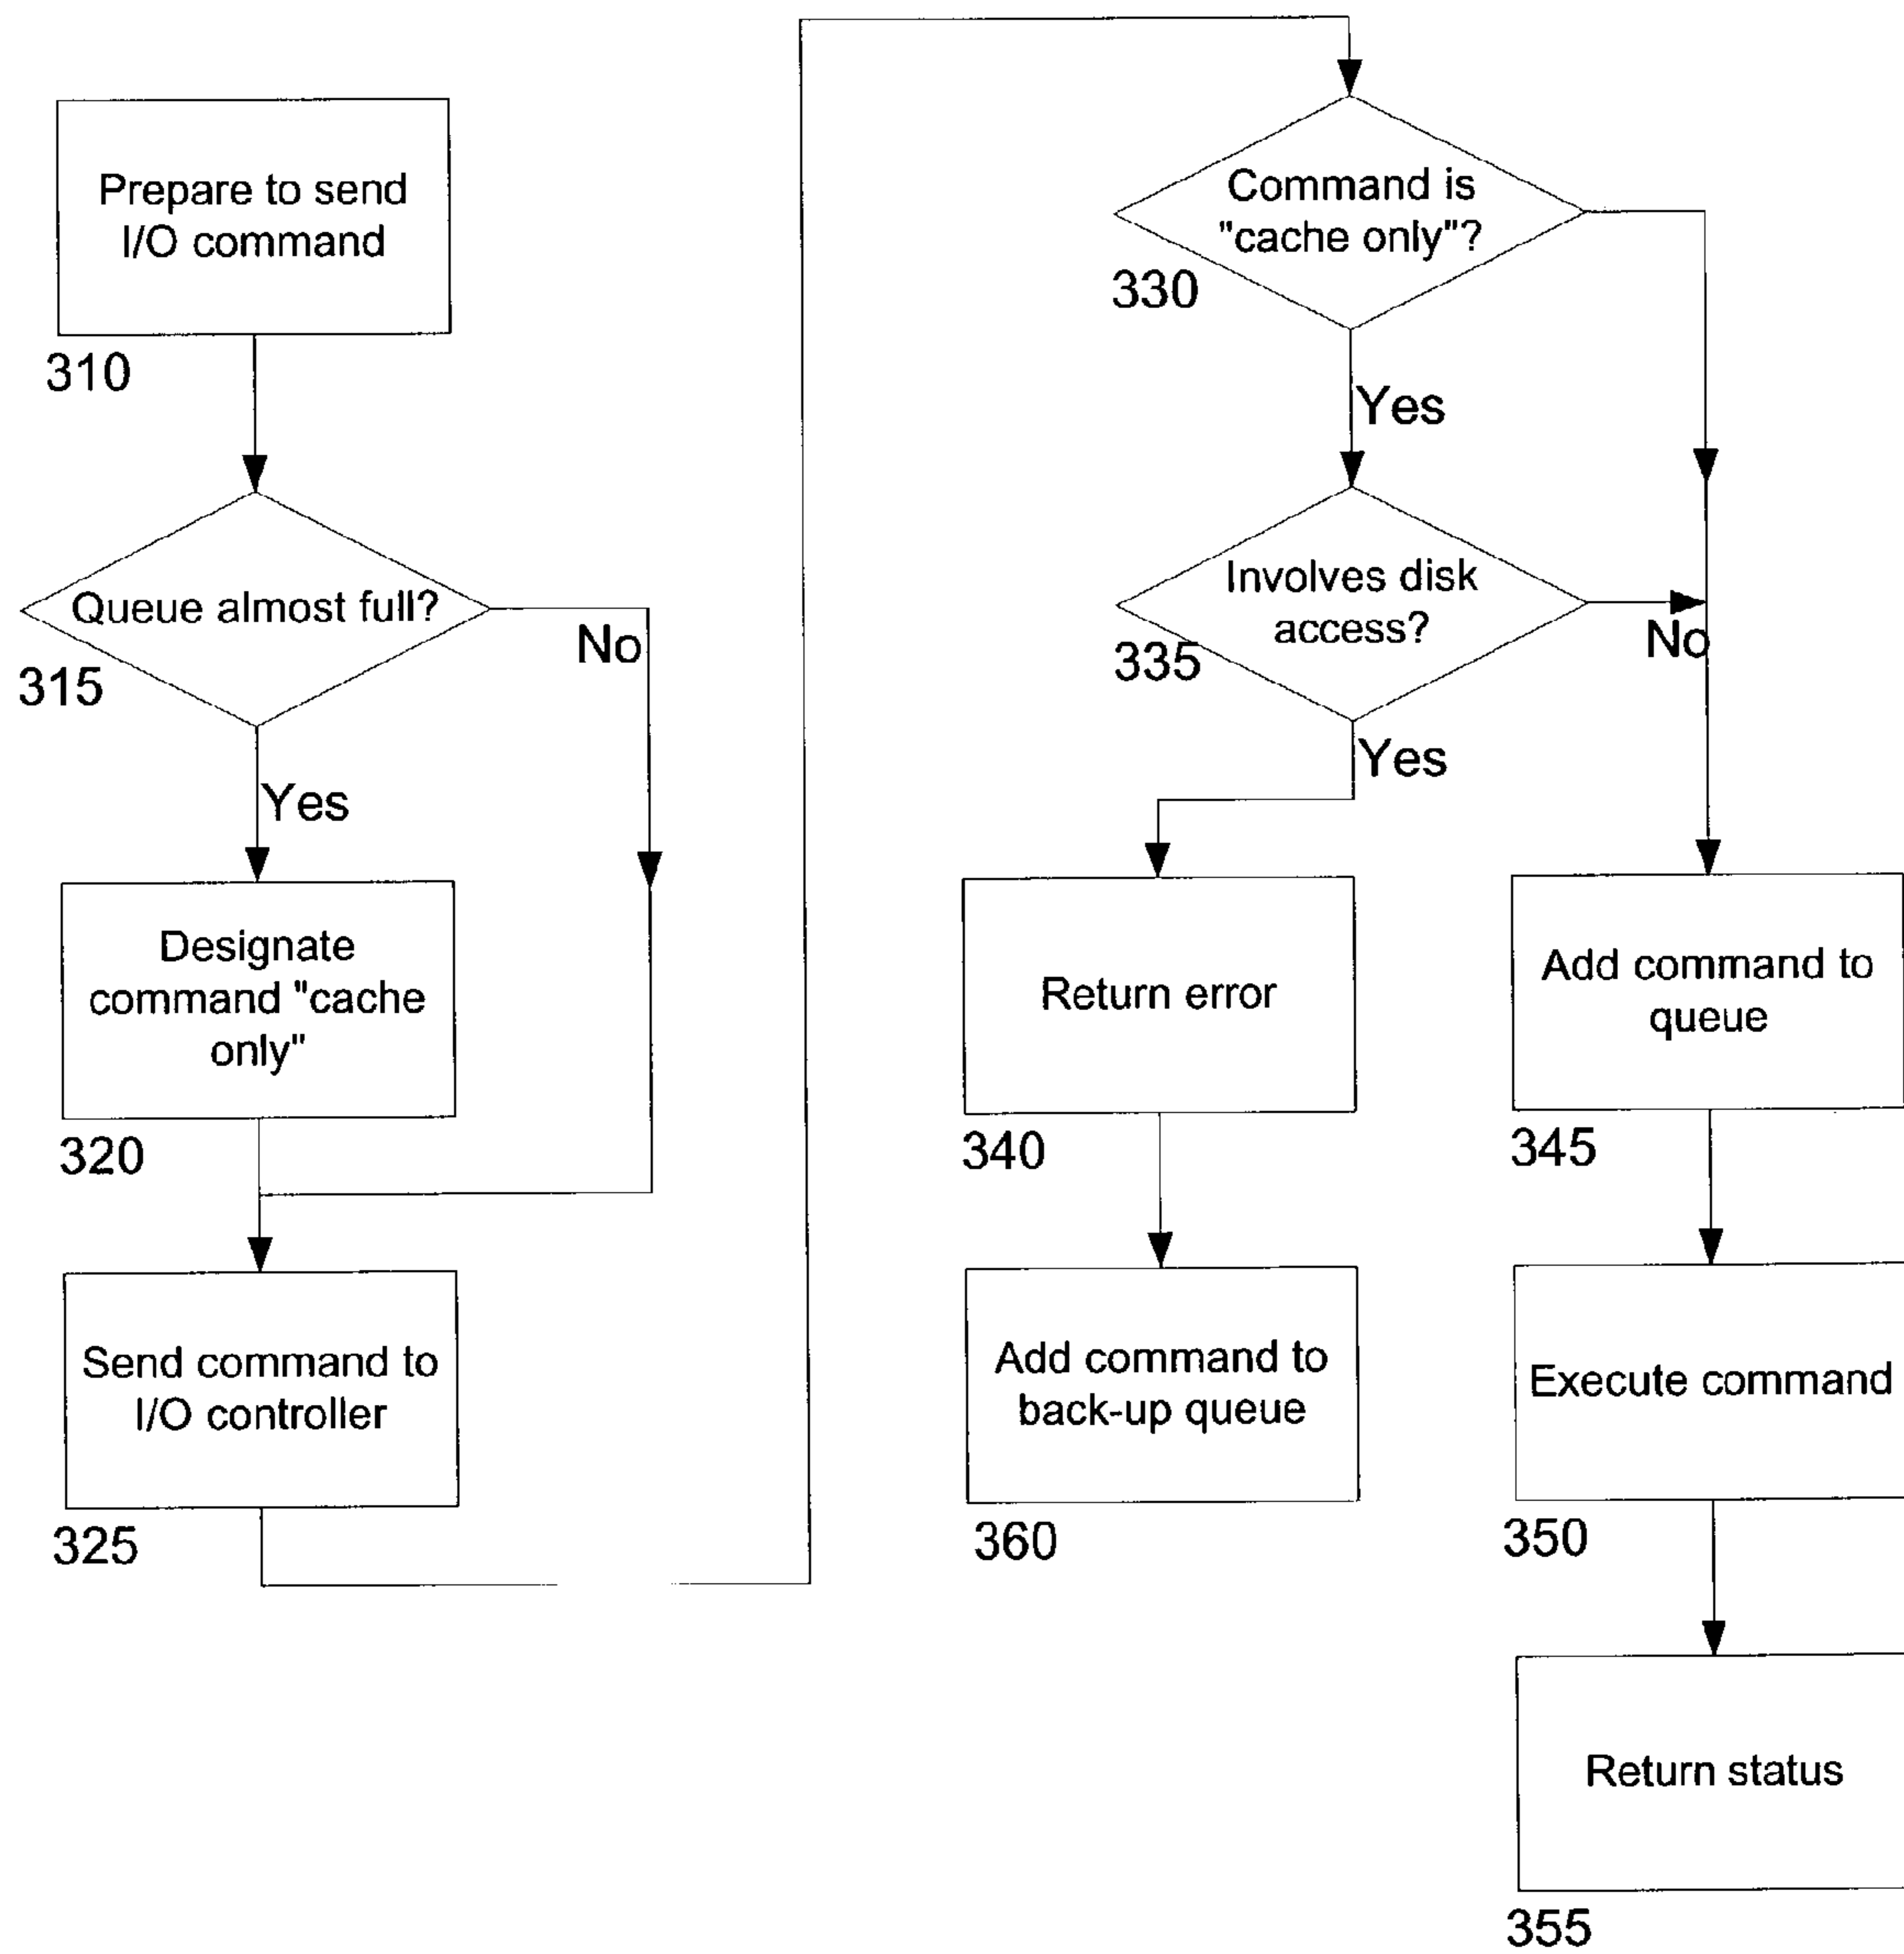 Prepare to send
I/O command
310
Queue almost full?
315
No
Yes
Designate
command "cache
only"
320
Send command to
I/O controller
325
Command is
"cache only"?
330
Yes
Involves disk
access?
335
No
Yes
Return error
340
Add command to
back-up queue
360
Add command to
queue
345
Execute command
350
Return status
355